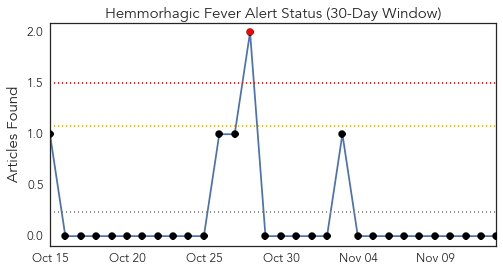 Hemmorhagic Fever Alert Status (30-Day Window)
Articles Found
2.0
1.5
1.0
0.5
0.0
Oct 15 Oct 20 Oct 25 Oct 30 Nov 04 Nov 09